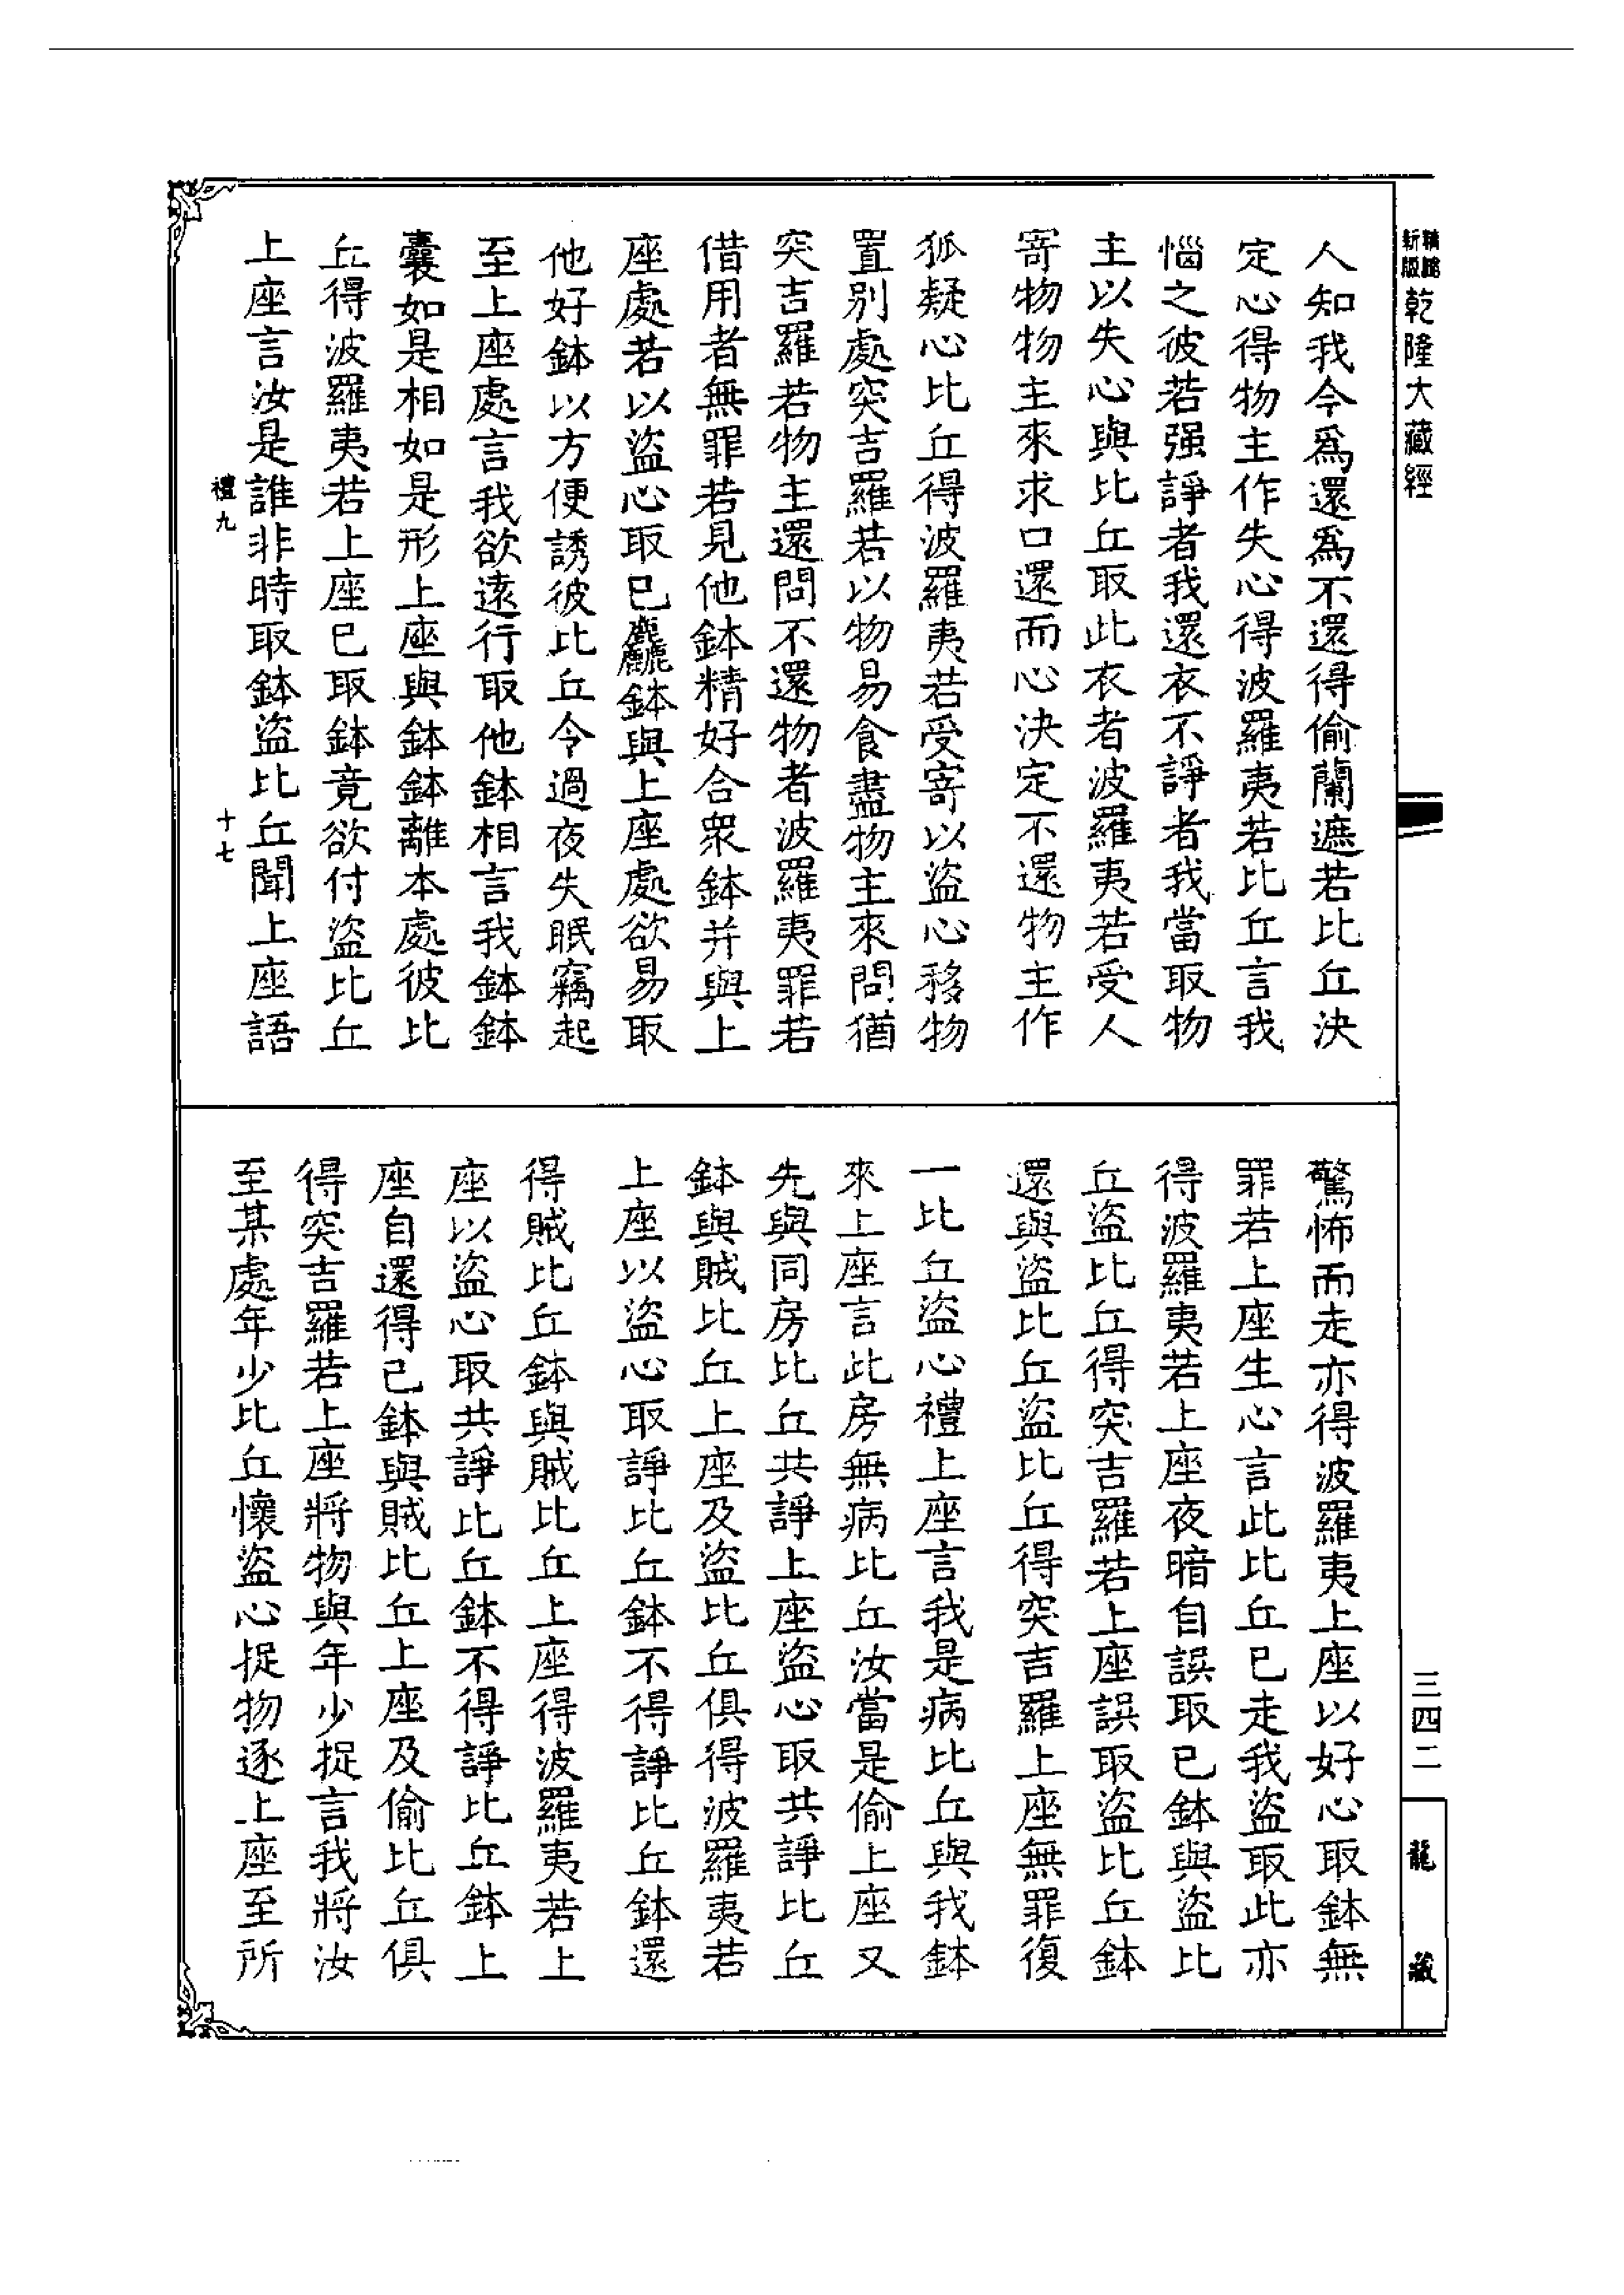 精縮新版乾隆大藏經
人知我今爲還爲不還得偷蘭遮若比丘決
定心得物主作失心得波羅夷若比丘言我
惱之彼若强諍者我還衣不諍者我當取物
主以失心與比丘取此衣者波羅夷若受人
寄物物主來求口還而心決定不還物主作
狐疑心比丘得波羅夷若受寄以盜心移物
置別處突吉羅若以物易食盡物主來問猶
突吉羅若物主還問不還物者波羅夷罪若
借用者無罪若見他鉢精好合衆鉢并與上
座處若以盜心取已麤鉢與上座處欲易取
他好鉢以方便誘彼比丘令過夜失眠竊起
至上座處言我欲遠行取他鉢相言我鉢鉢
囊如是相如是形上座與鉢鉢離本處彼比
丘得波羅夷若上座已取鉢竟欲付盜比丘
上座言汝是誰非時取鉢盜比丘聞上座語
禮九
十七
驚怖而走亦得波羅夷上座以好心取鉢無
罪若上座生心言此比丘已走我盜取此亦
得波羅夷若上座夜暗自誤取已鉢與盜比
丘盜比丘得突吉羅若上座誤取盜比丘鉢
還與盜比丘盜比丘得突吉羅上座無罪復
一比丘盜心禮上座言我是病比丘與我鉢
來上座言此房無病比丘汝當是偷上座又
先與同房比丘共諍上座盜心取共諍比丘
鉢與賊比丘上座及盜比丘俱得波羅夷若
上座以盜心取諍比丘鉢不得諍比丘鉢還
得賊比丘鉢與賊比丘上座得波羅夷若上
座以盜心取共諍比丘鉢不得諍比丘鉢上
座自還得已鉢與賊比丘上座及偷比丘俱
得突吉羅若上座將物與年少捉言我將汝
至某處年少比丘懷盜心捉物逐上座至所
三四二
龍藏